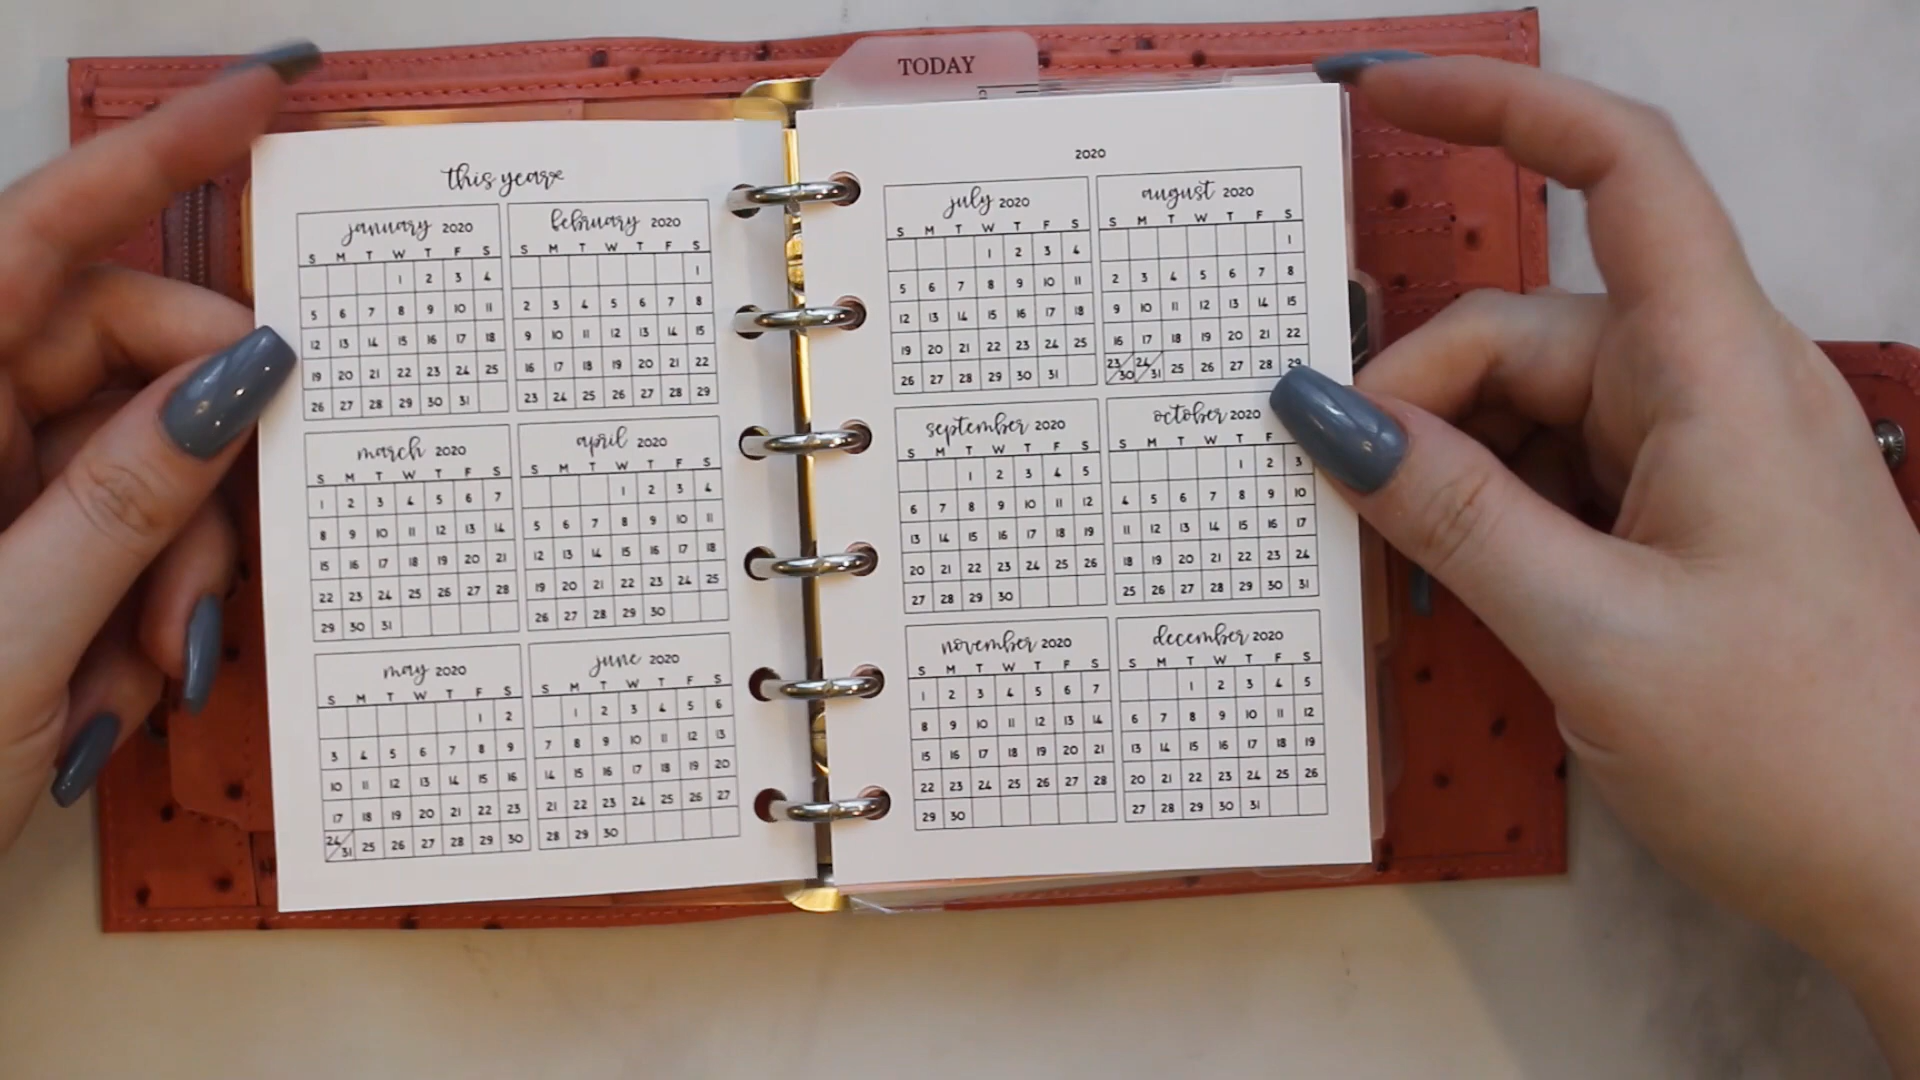 TODAY
this year
january 2020
S M T W T F S
1 2 3 4
5 6 7 8 9 10 11
12 13 14 15 16 17 18
19 20 21 22 23 24 25
26 27 28 29 30 31
february 2020
S M T W T F S
1
2 3 4 5 6 7 8
9 10 11 12 13 14 15
16 17 18 19 20 21 22
23 24 25 26 27 28 29
march 2020
S M T W T F S
1 2 3 4 5 6 7
8 9 10 11 12 13 14
15 16 17 18 19 20 21
22 23 24 25 26 27 28
29 30 31
april 2020
S M T W T F S
1 2 3 4
5 6 7 8 9 10 11
12 13 14 15 16 17 18
19 20 21 22 23 24 25
26 27 28 29 30
may 2020
S M T W T F S
1 2
3 4 5 6 7 8 9
10 11 12 13 14 15 16
17 18 19 20 21 22 23
24/31 25 26 27 28 29 30
june 2020
S M T W T F S
1 2 3 4 5 6
7 8 9 10 11 12 13
14 15 16 17 18 19 20
21 22 23 24 25 26 27
28 29 30
2020
july 2020
S M T W T F S
1 2 3 4
5 6 7 8 9 10 11
12 13 14 15 16 17 18
19 20 21 22 23 24 25
26 27 28 29 30 31
august 2020
S M T W T F S
1
2 3 4 5 6 7 8
9 10 11 12 13 14 15
16 17 18 19 20 21 22
23/30 24/31 25 26 27 28 29
september 2020
S M T W T F S
1 2 3 4 5
6 7 8 9 10 11 12
13 14 15 16 17 18 19
20 21 22 23 24 25 26
27 28 29 30
october 2020
S M T W T F
1 2 3
4 5 6 7 8 9 10
11 12 13 14 15 16 17
18 19 20 21 22 23 24
25 26 27 28 29 30 31
november 2020
S M T W T F S
1 2 3 4 5 6 7
8 9 10 11 12 13 14
15 16 17 18 19 20 21
22 23 24 25 26 27 28
29 30
december 2020
S M T W T F S
1 2 3 4 5
6 7 8 9 10 11 12
13 14 15 16 17 18 19
20 21 22 23 24 25 26
27 28 29 30 31